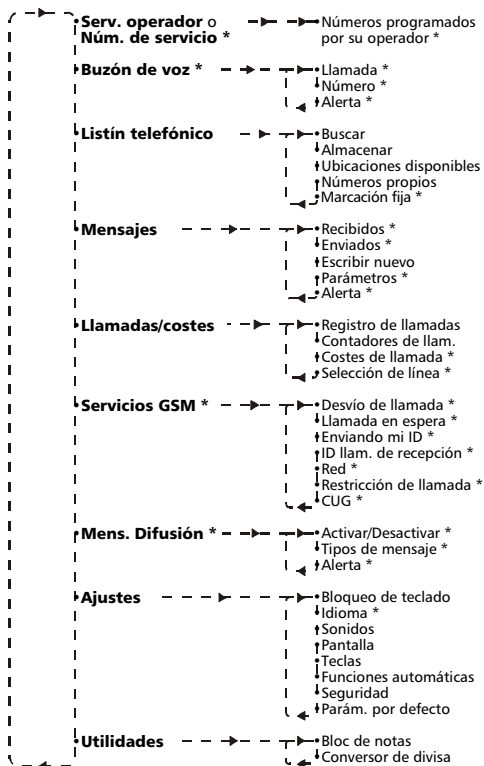 Serv. operador o
Núm. de servicio *
Números programados
por su operador *
Buzón de voz *
Llamada *
Número *
Alerta *
Listín telefónico
Buscar
Almacenar
Ubicaciones disponibles
Números propios
Marcación fija *
Mensajes
Recibidos *
Enviados *
Escribir nuevo
Parámetros *
Alerta *
Llamadas/costes
Registro de llamadas
Contadores de llam.
Costes de llamada *
Selección de línea *
Servicios GSM *
Desvío de llamada *
Llamada en espera *
Enviando mi ID *
ID llam. de recepción *
Red *
Restricción de llamada *
CUG *
Mens. Difusión *
Activar/Desactivar *
Tipos de mensaje *
Alerta *
Ajustes
Bloqueo de teclado
Idioma *
Sonidos
Pantalla
Teclas
Funciones automáticas
Seguridad
Parám. por defecto
Utilidades
Bloc de notas
Conversor de divisa